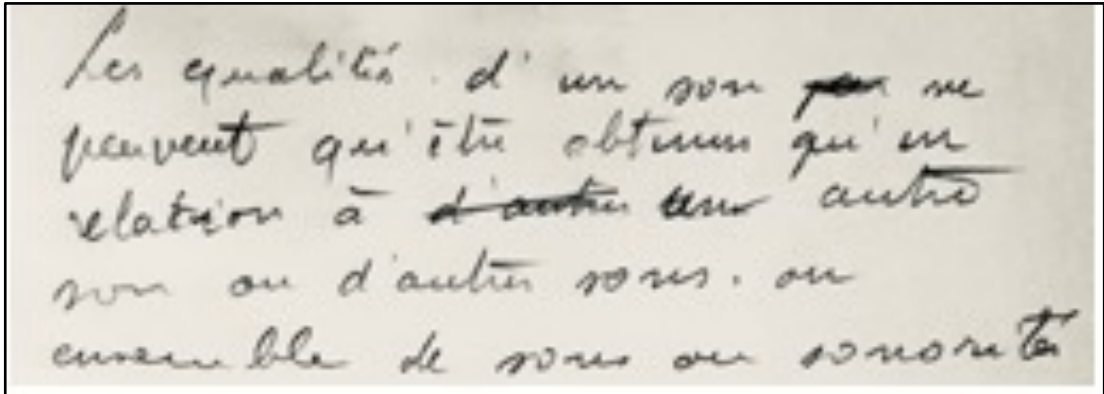 Les qualités d'un son ne
peuvent qu'être obtenues qu'en
relation à un autre
son ou d'autres sons. ou
ensemble de sons ou sonorités